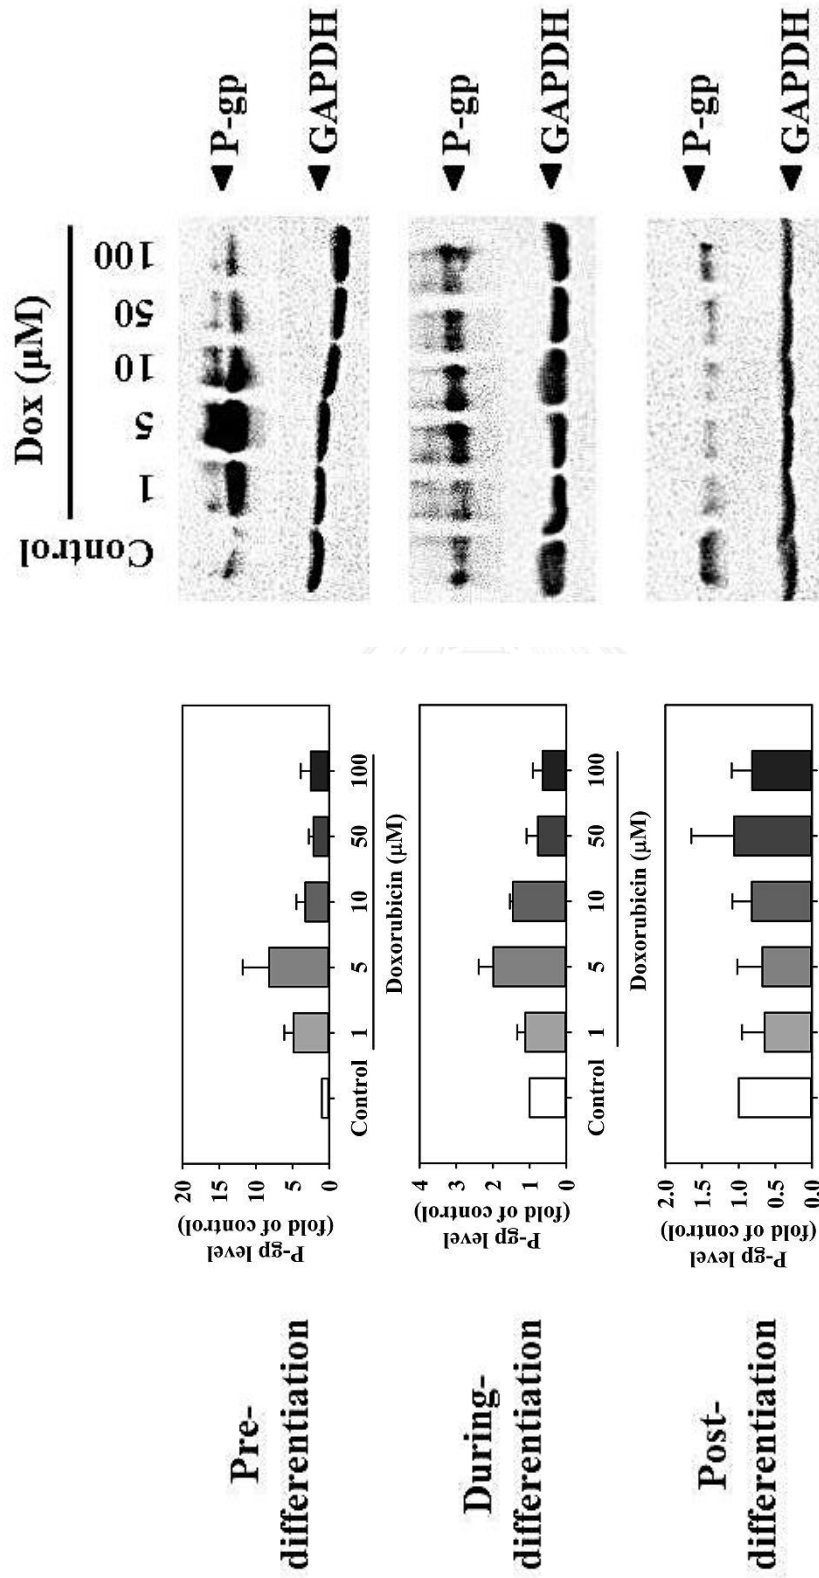 Pre-
differentiation
P-gp level
(fold of control)
20
15
10
5
0
Control
1
5
10
50
100
Doxorubicin (µM)
Dox (µM)
Control
1
5
10
50
100
P-gp
GAPDH
During-
differentiation
P-gp level
(fold of control)
4
3
2
1
0
Control
1
5
10
50
100
Doxorubicin (µM)
P-gp
GAPDH
Post-
differentiation
P-gp level
(fold of control)
2.0
1.5
1.0
0.5
0.0
P-gp
GAPDH